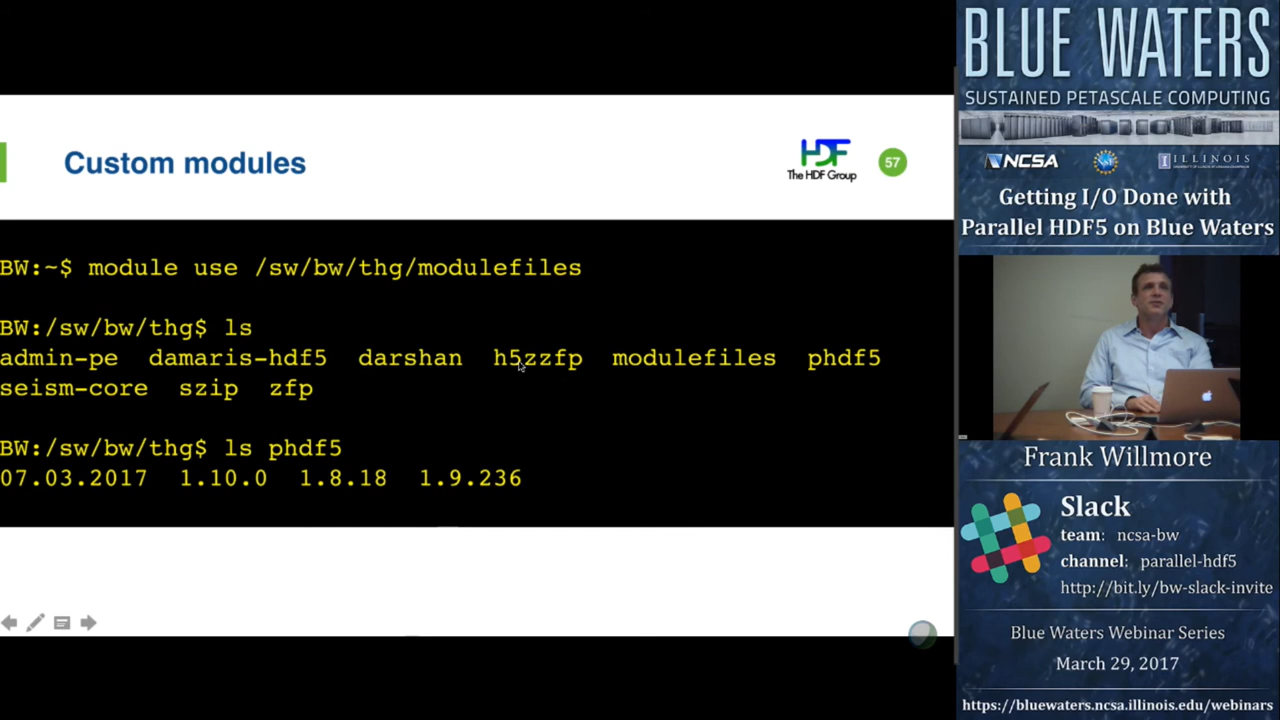 Custom modules
HDF
The HDF Group
57
BW:~$ module use /sw/bw/thg/modulefiles
BW:/sw/bw/thg$ ls
admin-pe damaris-hdf5 darshan h5zzfp modulefiles phdf5
seism-core szip zfp
BW:/sw/bw/thg$ ls phdf5
07.03.2017 1.10.0 1.8.18 1.9.236
BLUE WATERS
SUSTAINED PETASCALE COMPUTING
NCSA
ILLINOIS
Getting I/O Done with
Parallel HDF5 on Blue Waters
Frank Willmore
Slack
team: ncsa-bw
channel: parallel-hdf5
http://bit.ly/bw-slack-invite
Blue Waters Webinar Series
March 29, 2017
https://bluewaters.ncsa.illinois.edu/webinars